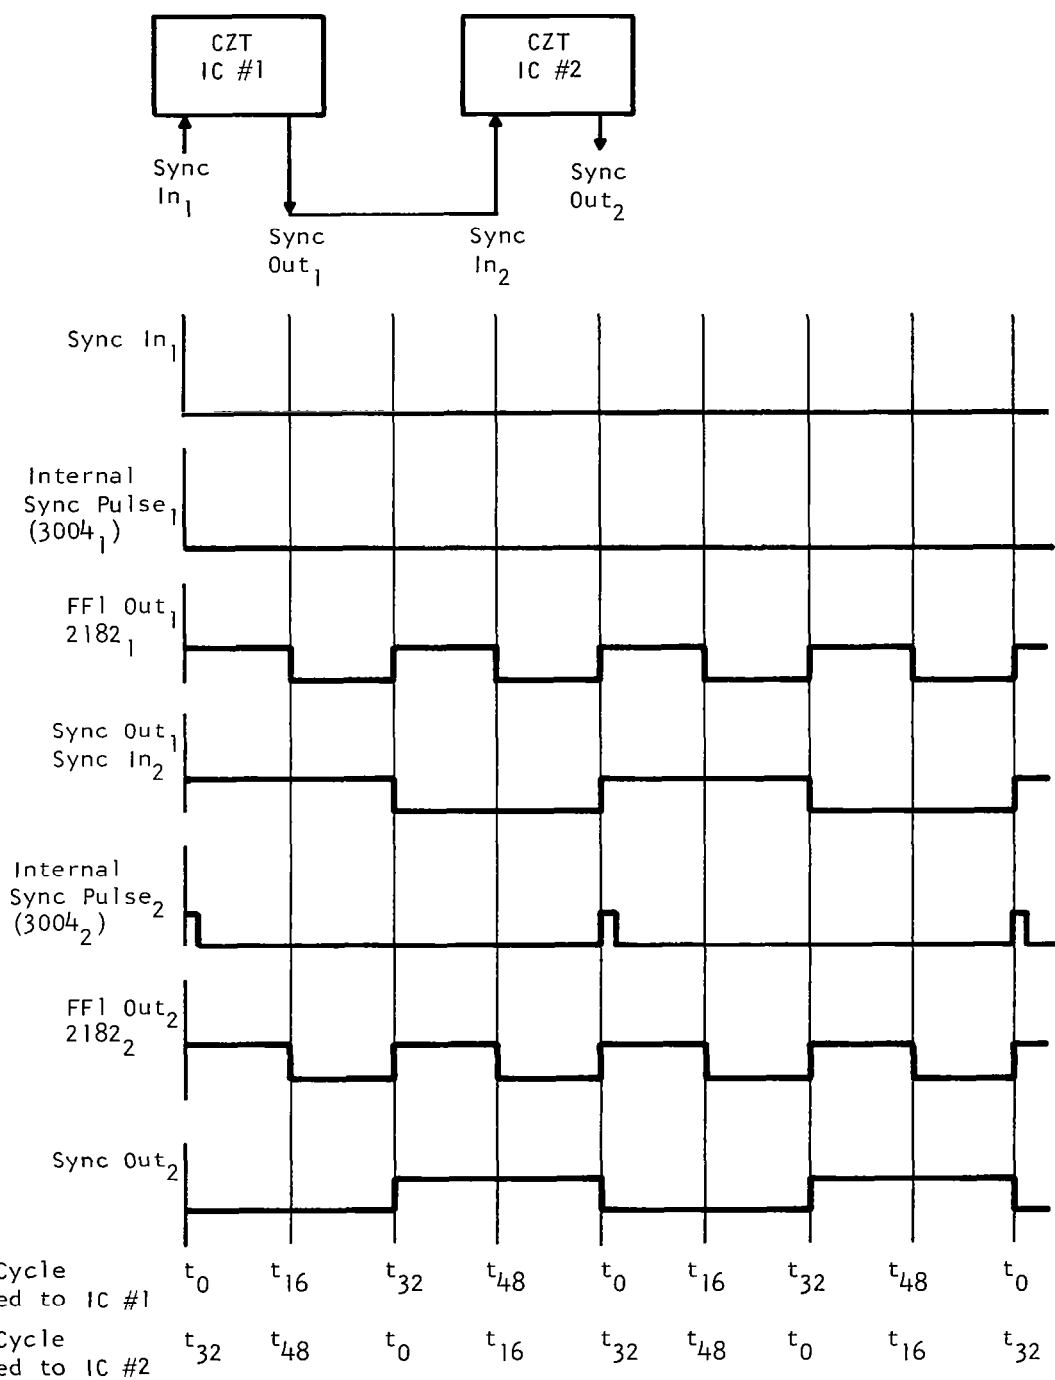 CZT
IC #1
CZT
IC #2
Sync
In1
Sync
Out1
Sync
In2
Sync
Out2
Sync In1
Internal
Sync Pulse1
(30041)
FF1 Out1
21821
Sync Out1
Sync In2
Internal
Sync Pulse2
(30042)
FF1 Out2
21822
Sync Out2
Cycle t0 t16 t32 t48 t0 t16 t32 t48 t0
ed to IC #1
Cycle t32 t48 t0 t16 t32 t48 t0 t16 t32
ed to IC #2